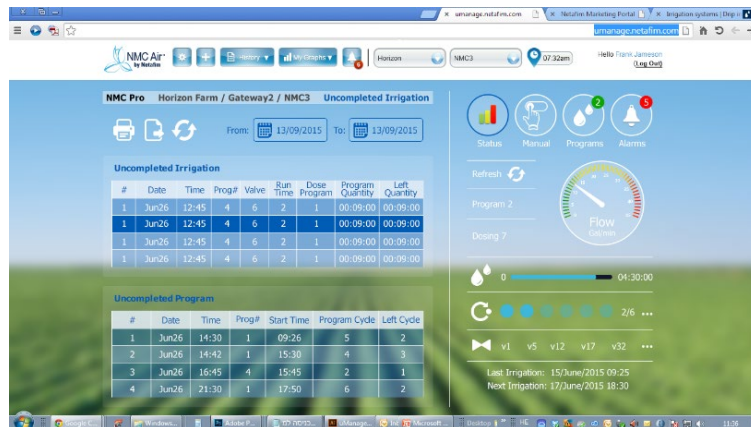 umanage.netafim.com
Netafim Marketing Portal
umanage.netafim.com
NMC Air
by Netafim
History
My Graphs
6
Horizon
NMC3
07.32am
Hello Frank Jameson
(Log Out)
NMC Pro Horizon Farm / Gateway2 / NMC3 Uncompleted Irrigation
From: 13/09/2015 To: 13/09/2015
Uncompleted Irrigation
# Date Time Prog# Valve Run Time Dose Program Program Quantity Left Quantity
1 Jun26 12:45 4 6 2 1 00:09:00 00:09:00
1 Jun26 12:45 4 6 2 1 00:09:00 00:09:00
1 Jun26 12:45 4 6 2 1 00:09:00 00:09:00
1 Jun26 12:45 4 6 2 1 00:09:00 00:09:00
Uncompleted Program
# Date Time Prog# Start Time Program Cycle Left Cycle
1 Jun26 14:30 1 09:26 5 2
2 Jun26 14:42 1 15:30 4 3
3 Jun26 16:45 4 15:45 2 1
4 Jun26 21:30 1 17:50 6 2
2 5
Status Manual Programs Alarms
Refresh
Program 2
Dosing 7
Flow
Gal/min
0 04:30:00
2/6 ...
v1 v5 v12 v17 v32 ...
Last Irrigation: 15/June/2015 09:25
Next Irrigation: 17/June/2015 18:30
Google C... Windows... Adobe P... uManage... Microsoft ... Desktop HE 11:26